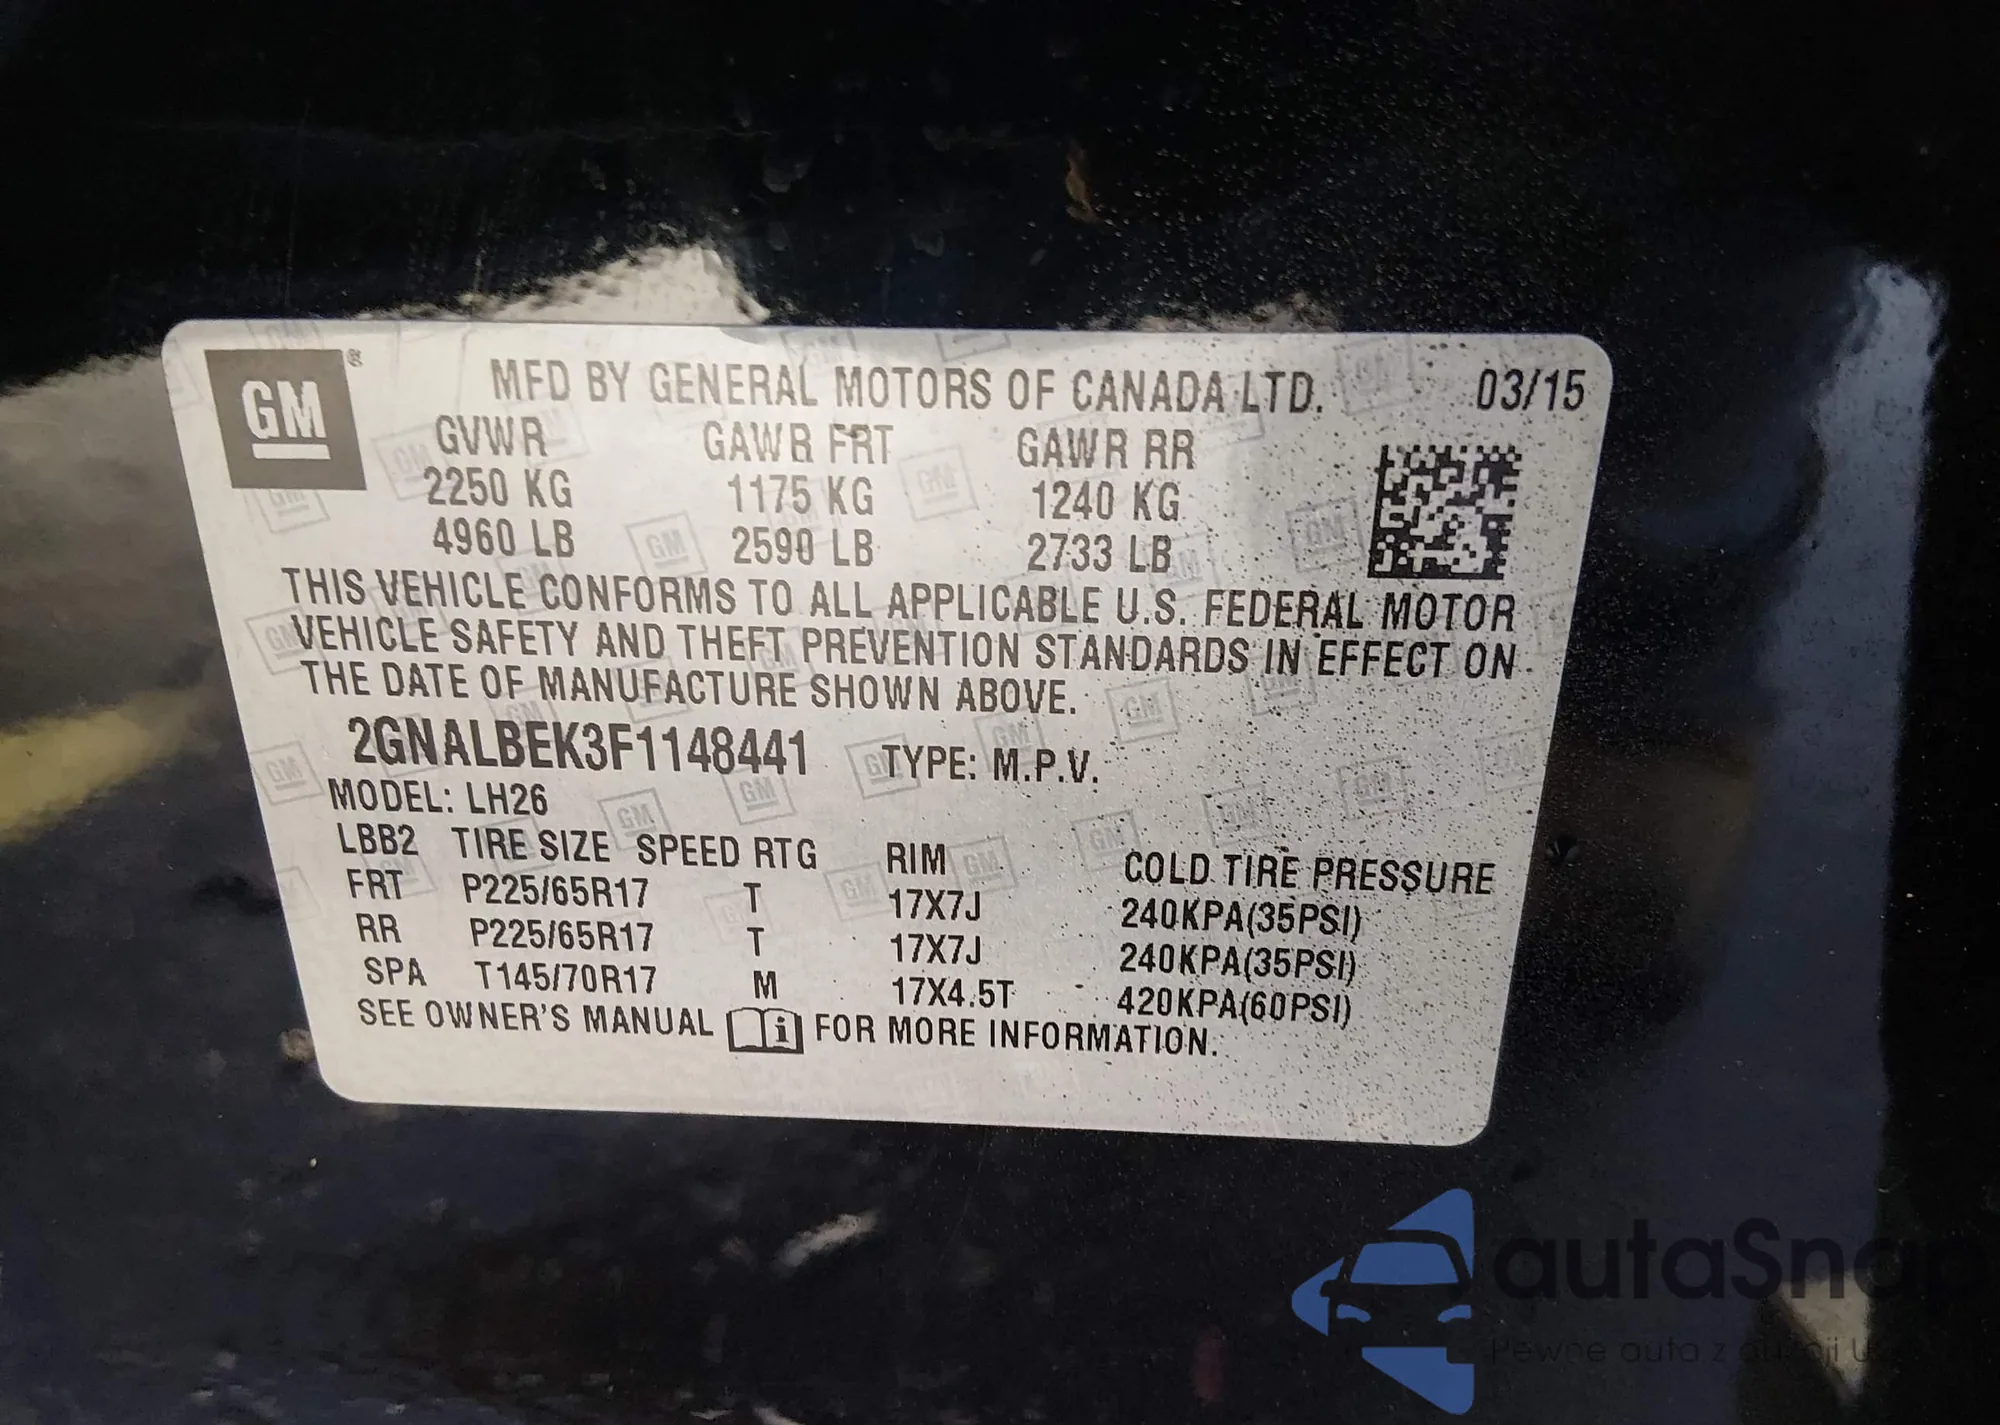 GM ®
MFD BY GENERAL MOTORS OF CANADA LTD. 03/15
GVWR GAWR FRT GAWR RR
2250 KG 1175 KG 1240 KG
4960 LB 2590 LB 2733 LB
THIS VEHICLE CONFORMS TO ALL APPLICABLE U.S. FEDERAL MOTOR
VEHICLE SAFETY AND THEFT PREVENTION STANDARDS IN EFFECT ON
THE DATE OF MANUFACTURE SHOWN ABOVE.
2GNALBEK3F1148441 TYPE: M.P.V.
MODEL: LH26
LBB2 TIRE SIZE SPEED RTG RIM COLD TIRE PRESSURE
FRT P225/65R17 T 17X7J 240KPA(35PSI)
RR P225/65R17 T 17X7J 240KPA(35PSI)
SPA T145/70R17 M 17X4.5T 420KPA(60PSI)
SEE OWNER'S MANUAL i FOR MORE INFORMATION.
autaSnap
Pewne auta z